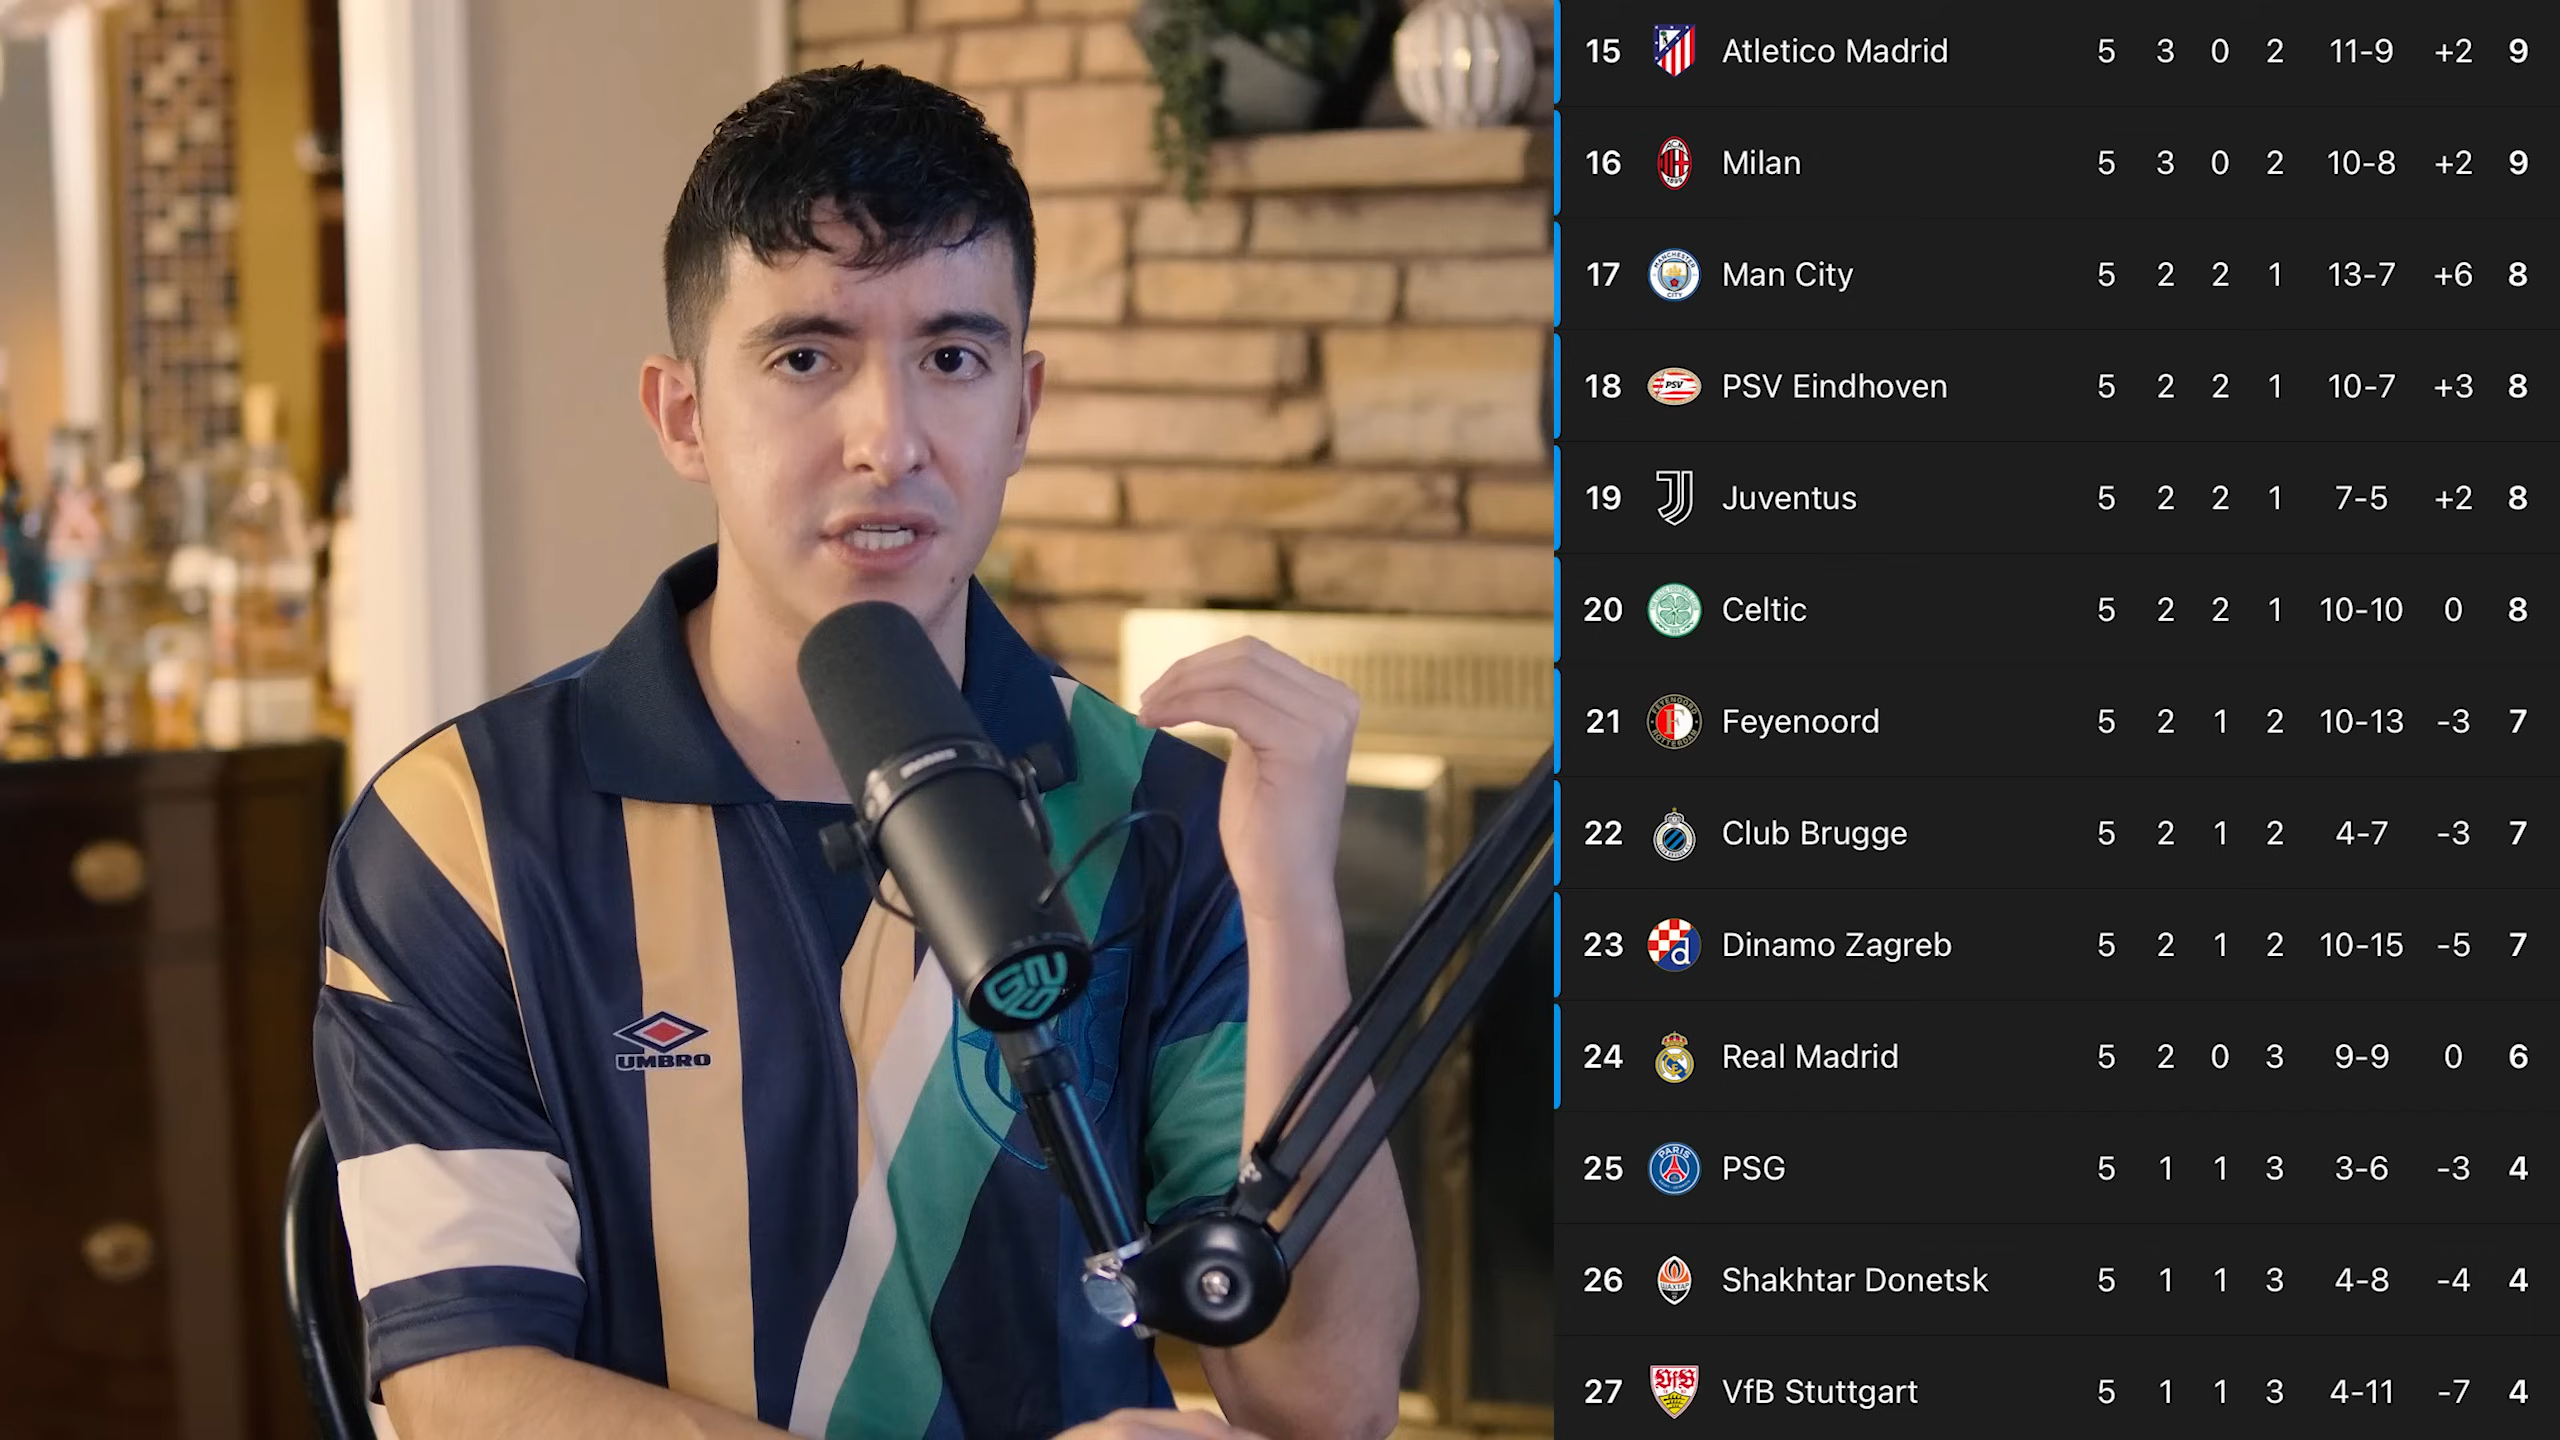 15 Atletico Madrid 5 3 0 2 11-9 +2 9
16 Milan 5 3 0 2 10-8 +2 9
17 Man City 5 2 2 1 13-7 +6 8
18 PSV Eindhoven 5 2 2 1 10-7 +3 8
19 Juventus 5 2 2 1 7-5 +2 8
20 Celtic 5 2 2 1 10-10 0 8
21 Feyenoord 5 2 1 2 10-13 -3 7
22 Club Brugge 5 2 1 2 4-7 -3 7
23 Dinamo Zagreb 5 2 1 2 10-15 -5 7
24 Real Madrid 5 2 0 3 9-9 0 6
25 PSG 5 1 1 3 3-6 -3 4
26 Shakhtar Donetsk 5 1 1 3 4-8 -4 4
27 VfB Stuttgart 5 1 1 3 4-11 -7 4
UMBRO
MANCHESTER
CITY
PSV
PARIS